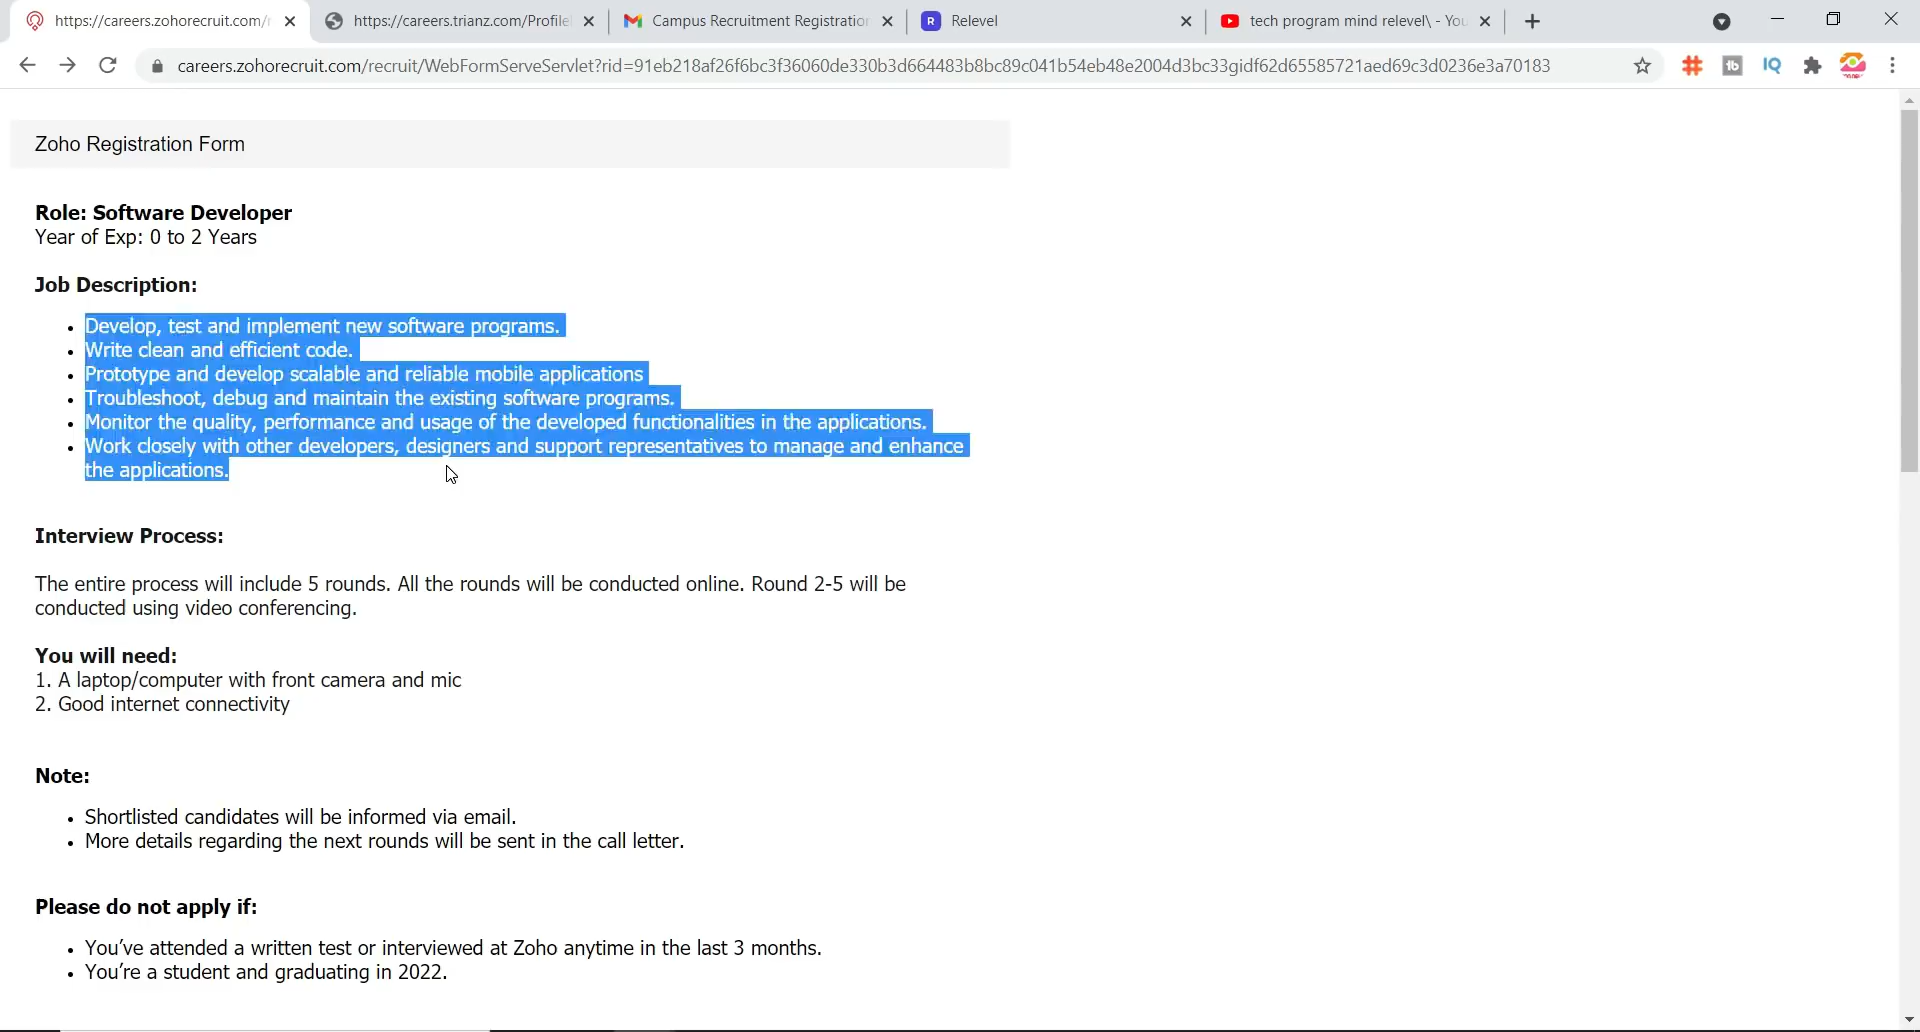 https://careers.zohorecruit.com/r
https://careers.trianz.com/Profile
Campus Recruitment Registration
R
Relevel
tech program mind relevel\ - You
careers.zohorecruit.com/recruit/WebFormServeServlet?rid=91eb218af26f6bc3f36060de330b3d664483b8bc89c041b54eb48e2004d3bc33gidf62d65585721aed69c3d0236e3a70183
tb
IQ
Zoho Registration Form
Role: Software Developer
Year of Exp: 0 to 2 Years
Job Description:
• Develop, test and implement new software programs.
• Write clean and efficient code.
• Prototype and develop scalable and reliable mobile applications
• Troubleshoot, debug and maintain the existing software programs.
• Monitor the quality, performance and usage of the developed functionalities in the applications.
• Work closely with other developers, designers and support representatives to manage and enhance
the applications.
Interview Process:
The entire process will include 5 rounds. All the rounds will be conducted online. Round 2-5 will be
conducted using video conferencing.
You will need:
1. A laptop/computer with front camera and mic
2. Good internet connectivity
Note:
• Shortlisted candidates will be informed via email.
• More details regarding the next rounds will be sent in the call letter.
Please do not apply if:
• You’ve attended a written test or interviewed at Zoho anytime in the last 3 months.
• You’re a student and graduating in 2022.